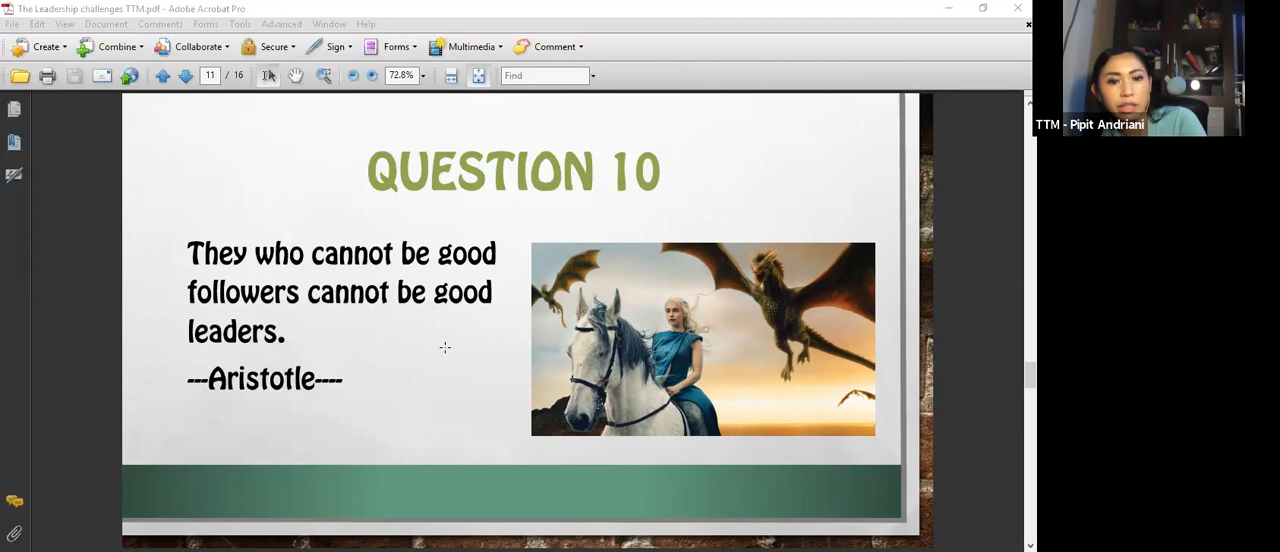 The Leadership challenges TTM.pdf - Adobe Acrobat Pro
File Edit View Document Comments Forms Tools Advanced Window Help
Create Combine Collaborate Secure Sign Forms Multimedia Comment
11 / 16 72.8% Find
TTM - Pipit Andriani
QUESTION 10
They who cannot be good
followers cannot be good
leaders.
---Aristotle----